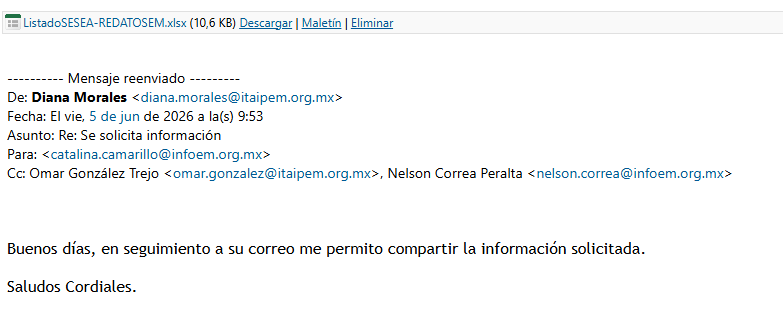 ListadoSESEA-REDATOSEM.xlsx (10,6 KB) Descargar | Maletín | Eliminar
---------- Mensaje reenviado ---------
De: Diana Morales <diana.morales@itaipem.org.mx>
Fecha: El vie, 5 de jun de 2026 a la(s) 9:53
Asunto: Re: Se solicita información
Para: <catalina.camarillo@infoem.org.mx>
Cc: Omar González Trejo <omar.gonzalez@itaipem.org.mx>, Nelson Correa Peralta <nelson.correa@infoem.org.mx>
Buenos días, en seguimiento a su correo me permito compartir la información solicitada.
Saludos Cordiales.